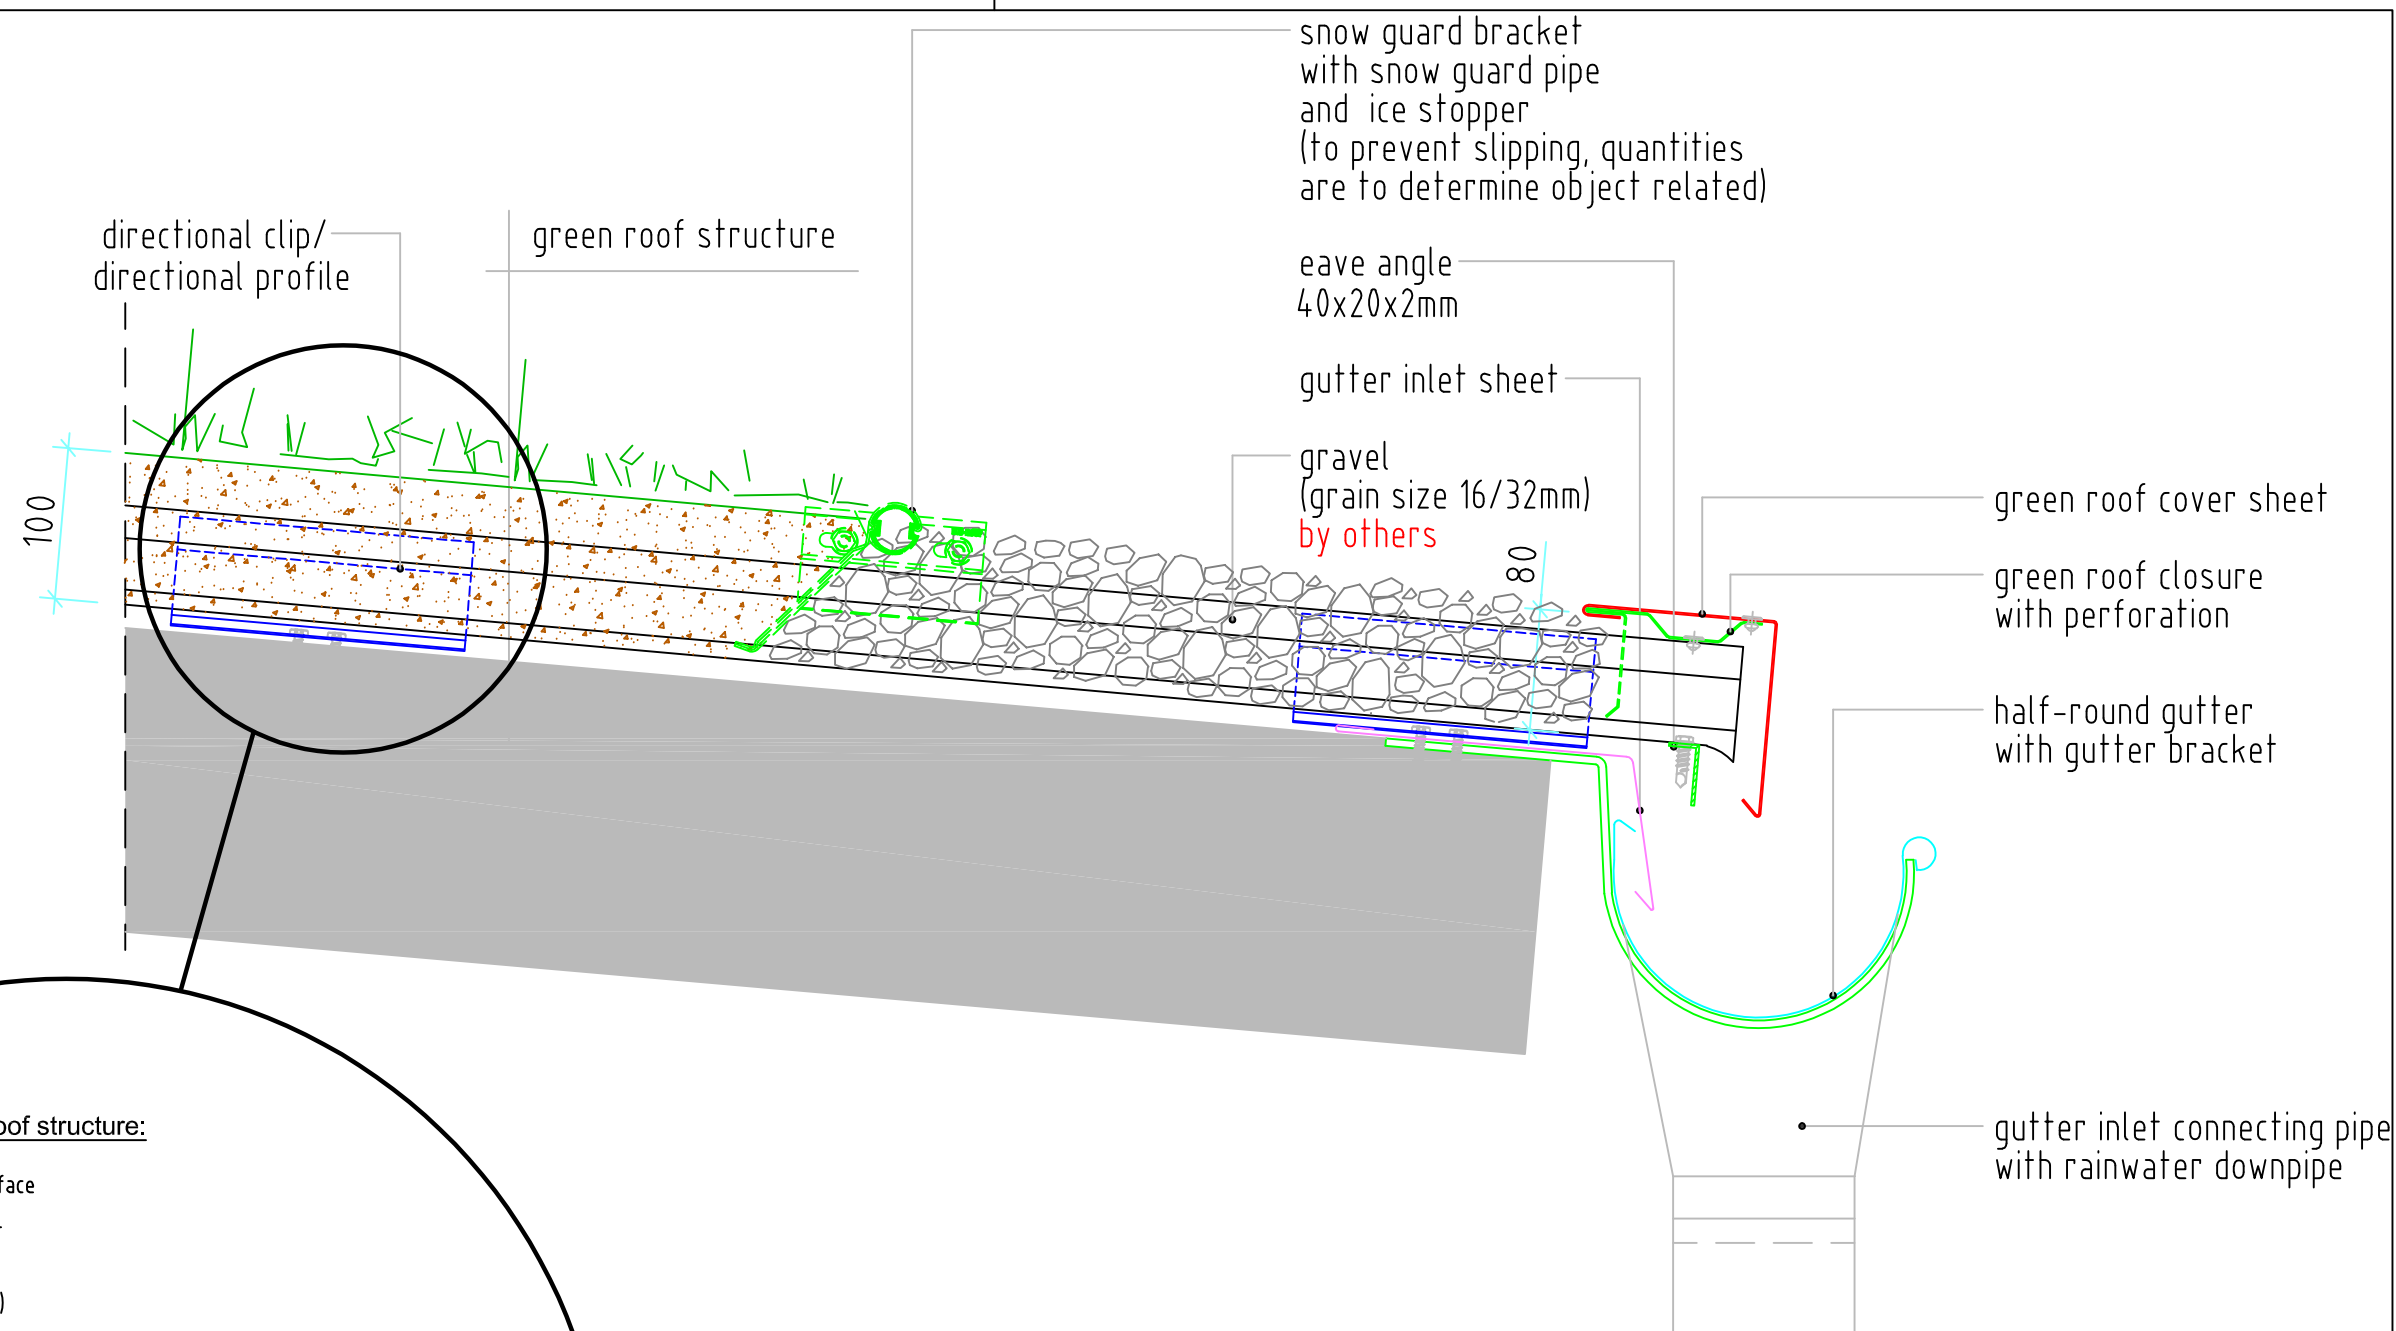 snow guard bracket
with snow guard pipe
and ice stopper
(to prevent slipping, quantities
are to determine object related)
directional clip/
directional profile
green roof structure
eave angle
40x20x2mm
gutter inlet sheet
gravel
(grain size 16/32mm)
by others
100
80
green roof cover sheet
green roof closure
with perforation
half-round gutter
with gutter bracket
gutter inlet connecting pipe
with rainwater downpipe
oof structure:
face
)